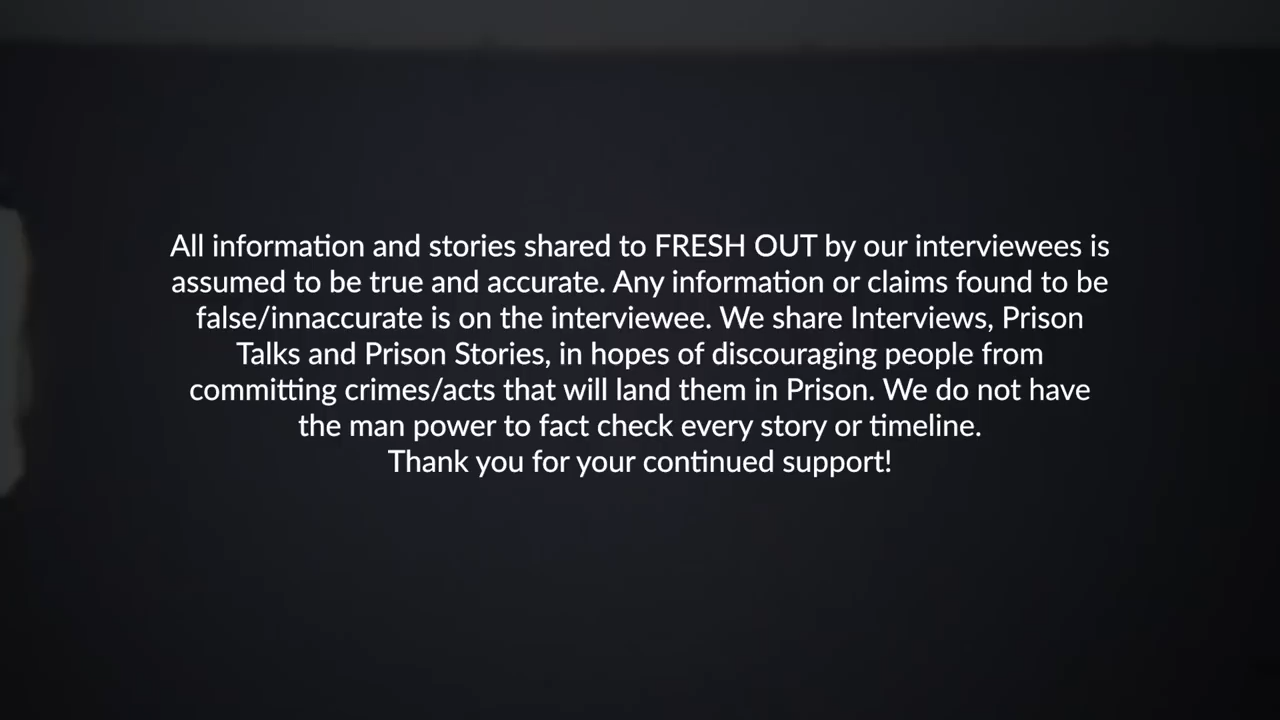 All information and stories shared to FRESH OUT by our interviewees is
assumed to be true and accurate. Any information or claims found to be
false/innaccurate is on the interviewee. We share Interviews, Prison
Talks and Prison Stories, in hopes of discouraging people from
committing crimes/acts that will land them in Prison. We do not have
the man power to fact check every story or timeline.
Thank you for your continued support!